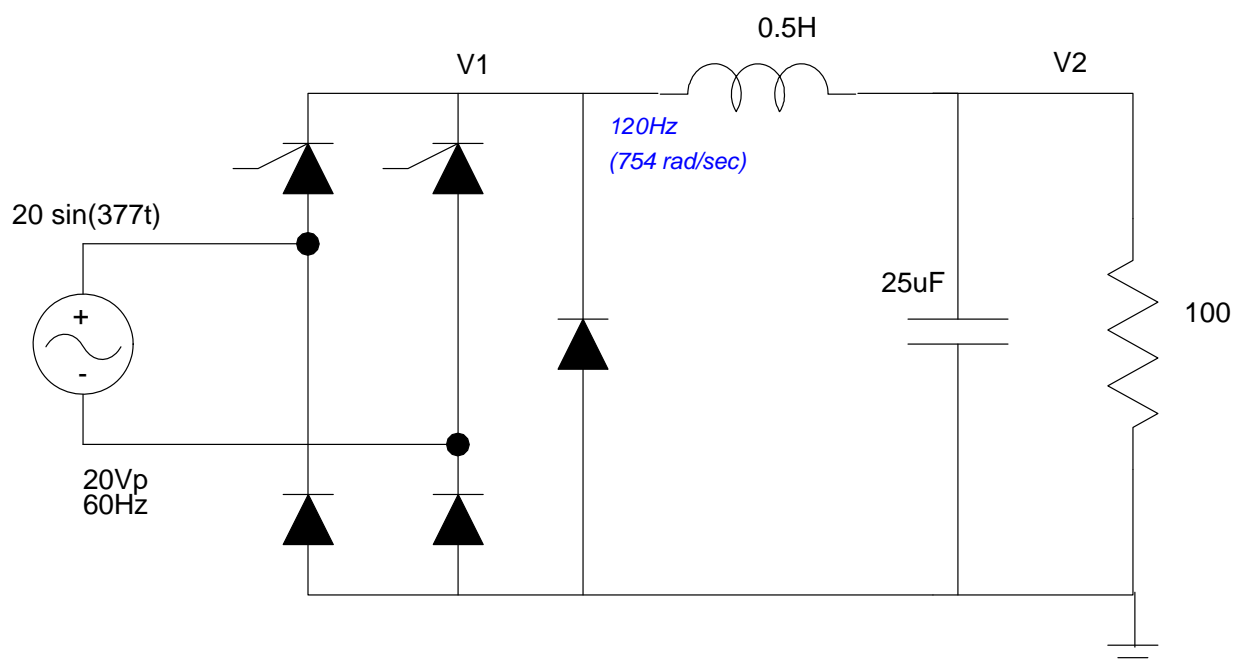 0.5H
V1
V2
120Hz
(754 rad/sec)
20 sin(377t)
25uF
100
+
-
20Vp
60Hz